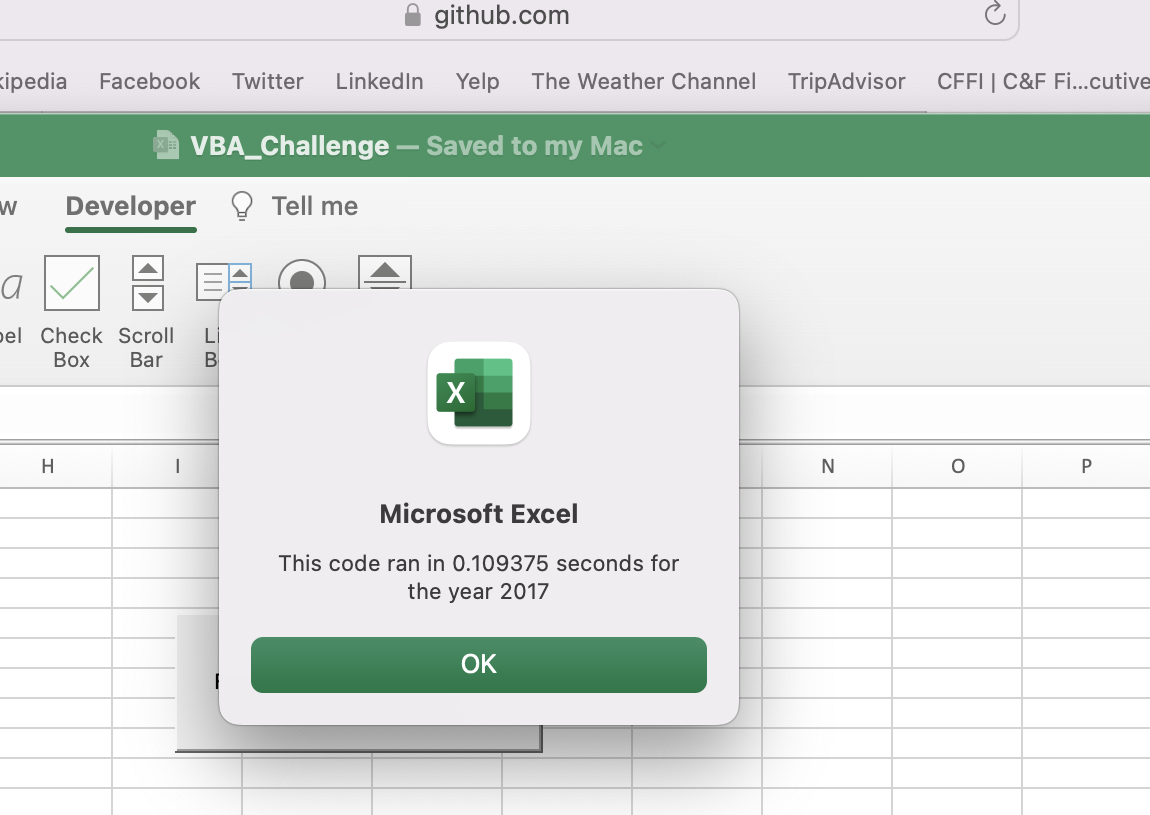 github.com
kipedia Facebook Twitter LinkedIn Yelp The Weather Channel TripAdvisor CFFI | C&F Fi...cutive
VBA_Challenge — Saved to my Mac
w Developer Tell me
a
el Check Box Scroll Bar Li B
H I N O P
X
Microsoft Excel
This code ran in 0.109375 seconds for
the year 2017
OK